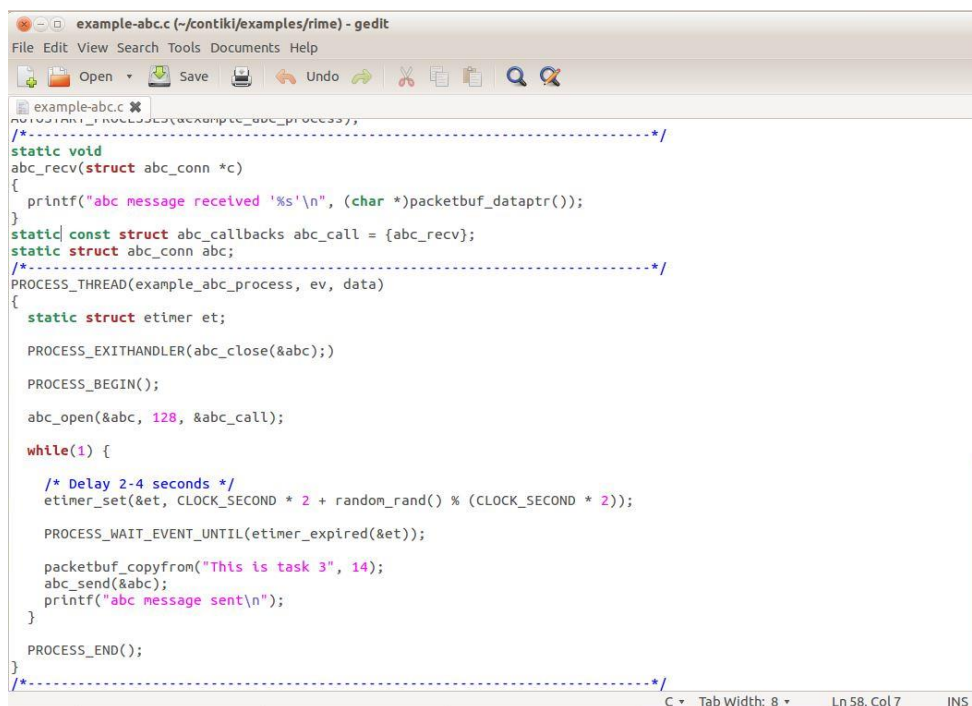 example-abc.c (~/contiki/examples/rime) - gedit
File Edit View Search Tools Documents Help
Open Save Undo
example-abc.c
AUTOSTART_PROCESSES(&example_abc_process);
/*---------------------------------------------------------------------------*/
static void
abc_recv(struct abc_conn *c)
{
  printf("abc message received '%s'\n", (char *)packetbuf_dataptr());
}
static const struct abc_callbacks abc_call = {abc_recv};
static struct abc_conn abc;
/*---------------------------------------------------------------------------*/
PROCESS_THREAD(example_abc_process, ev, data)
{
  static struct etimer et;

  PROCESS_EXITHANDLER(abc_close(&abc);)

  PROCESS_BEGIN();

  abc_open(&abc, 128, &abc_call);

  while(1) {

    /* Delay 2-4 seconds */
    etimer_set(&et, CLOCK_SECOND * 2 + random_rand() % (CLOCK_SECOND * 2));

    PROCESS_WAIT_EVENT_UNTIL(etimer_expired(&et));

    packetbuf_copyfrom("This is task 3", 14);
    abc_send(&abc);
    printf("abc message sent\n");
  }

  PROCESS_END();
}
/*---------------------------------------------------------------------------*/
C Tab Width: 8 Ln 58, Col 7 INS